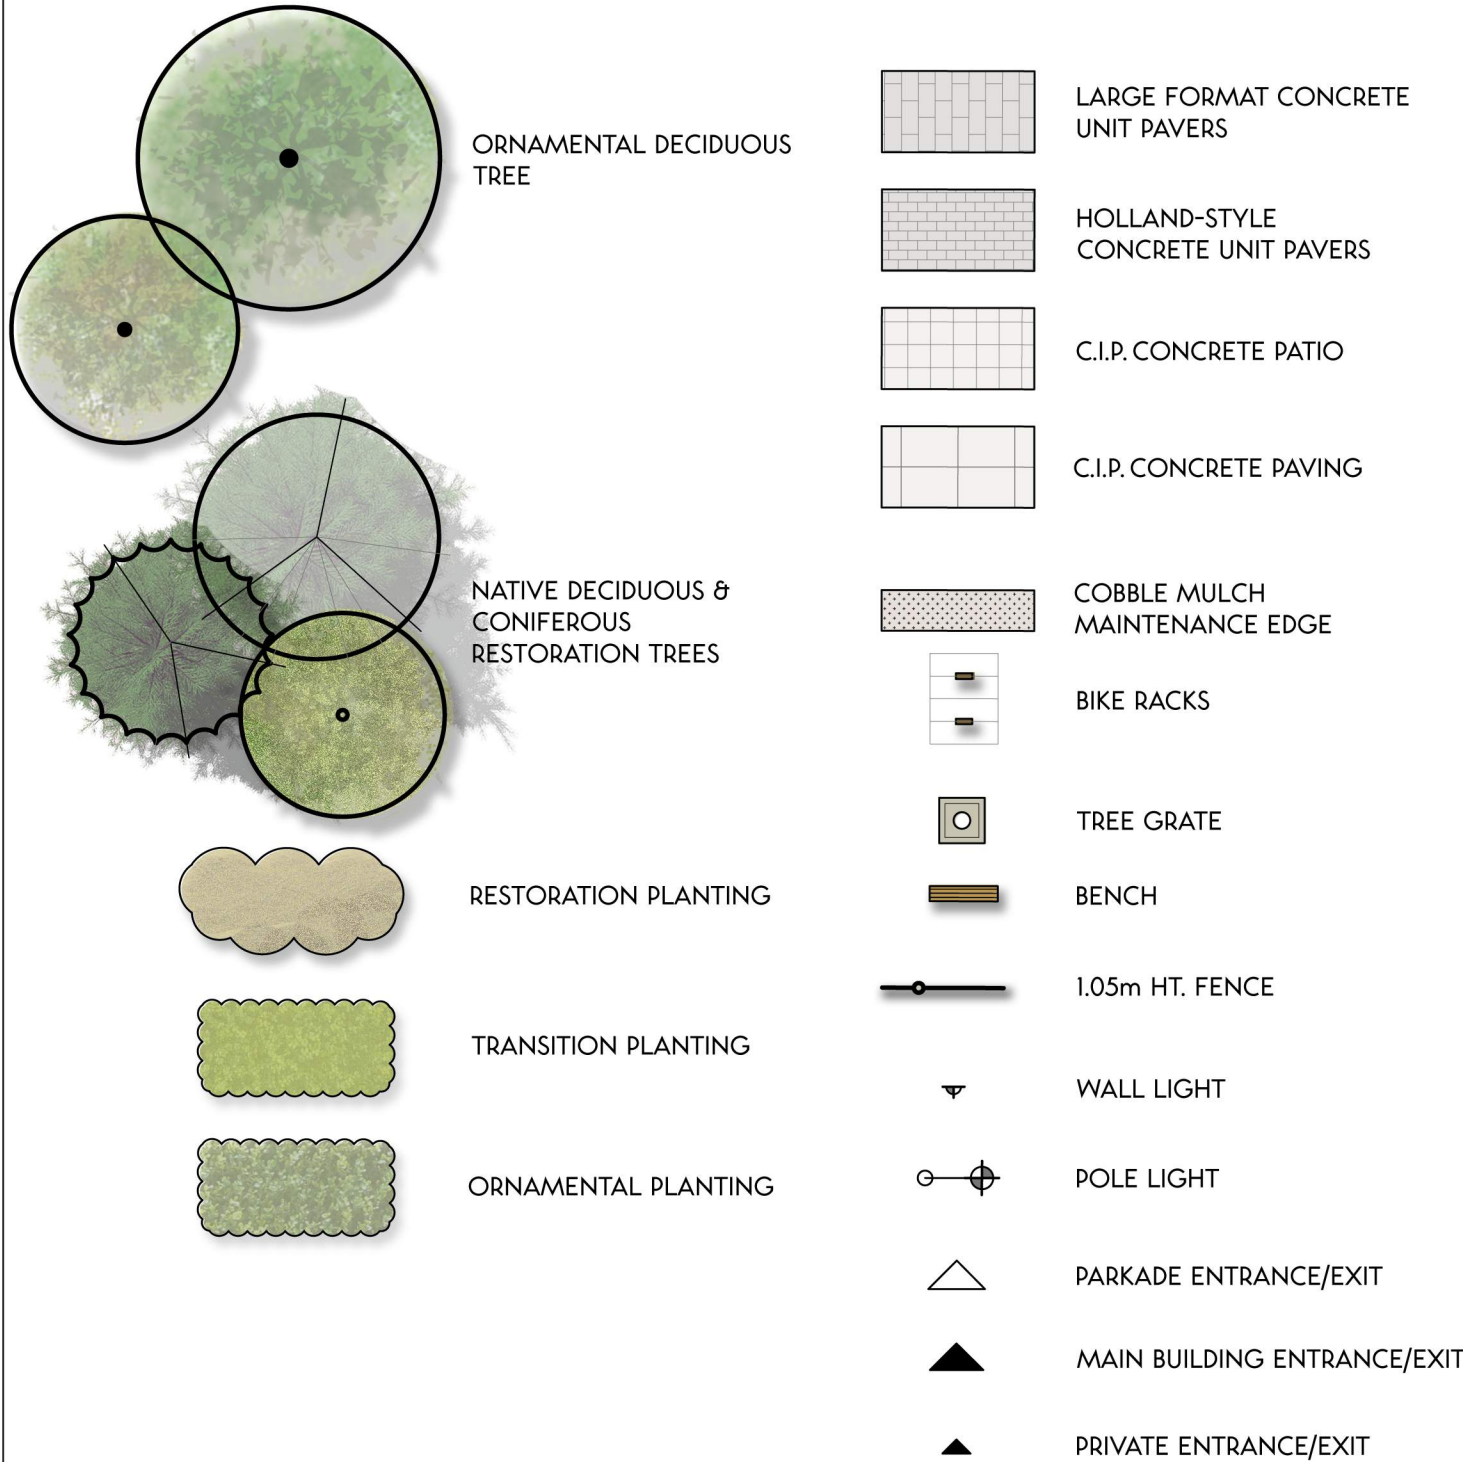 ORNAMENTAL DECIDUOUS
TREE
NATIVE DECIDUOUS &
CONIFEROUS
RESTORATION TREES
RESTORATION PLANTING
TRANSITION PLANTING
ORNAMENTAL PLANTING
LARGE FORMAT CONCRETE
UNIT PAVERS
HOLLAND-STYLE
CONCRETE UNIT PAVERS
C.I.P. CONCRETE PATIO
C.I.P. CONCRETE PAVING
COBBLE MULCH
MAINTENANCE EDGE
BIKE RACKS
TREE GRATE
BENCH
1.05m HT. FENCE
WALL LIGHT
POLE LIGHT
PARKADE ENTRANCE/EXIT
MAIN BUILDING ENTRANCE/EXIT
PRIVATE ENTRANCE/EXIT